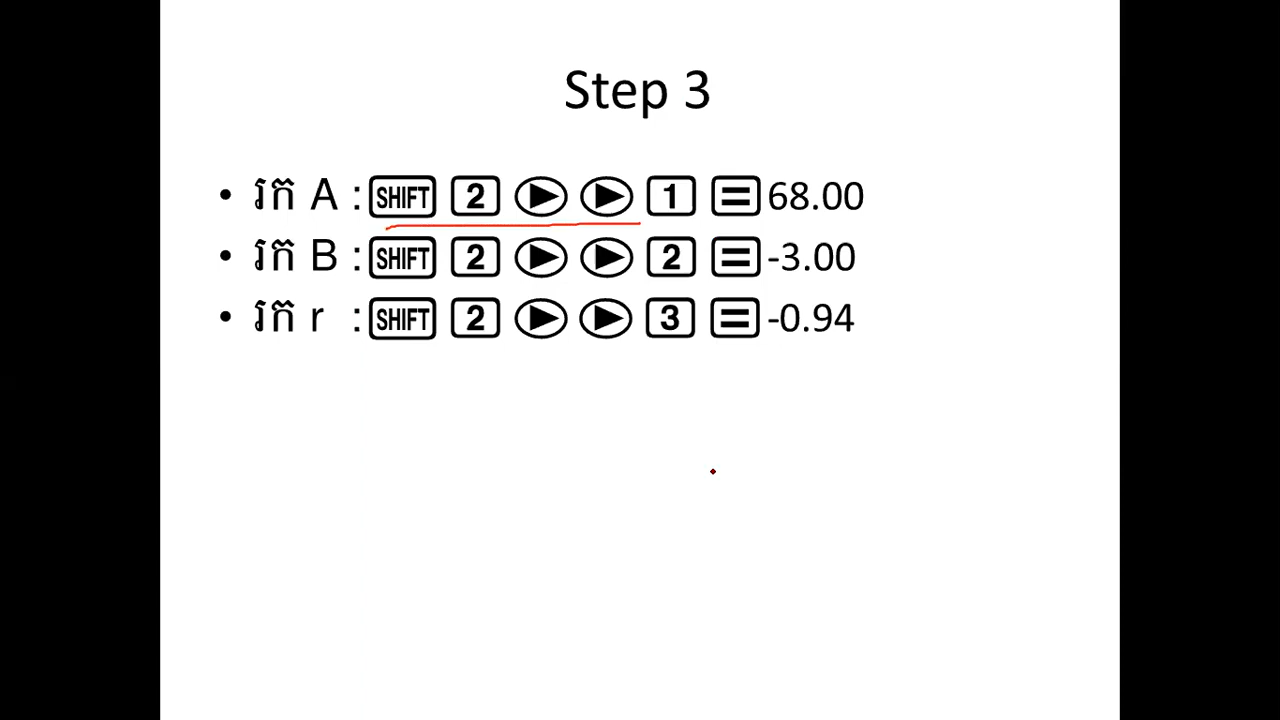 Step 3
• រក A : SHIFT 2 ▶ ▶ 1 = 68.00
• រក B : SHIFT 2 ▶ ▶ 2 = -3.00
• រក r : SHIFT 2 ▶ ▶ 3 = -0.94